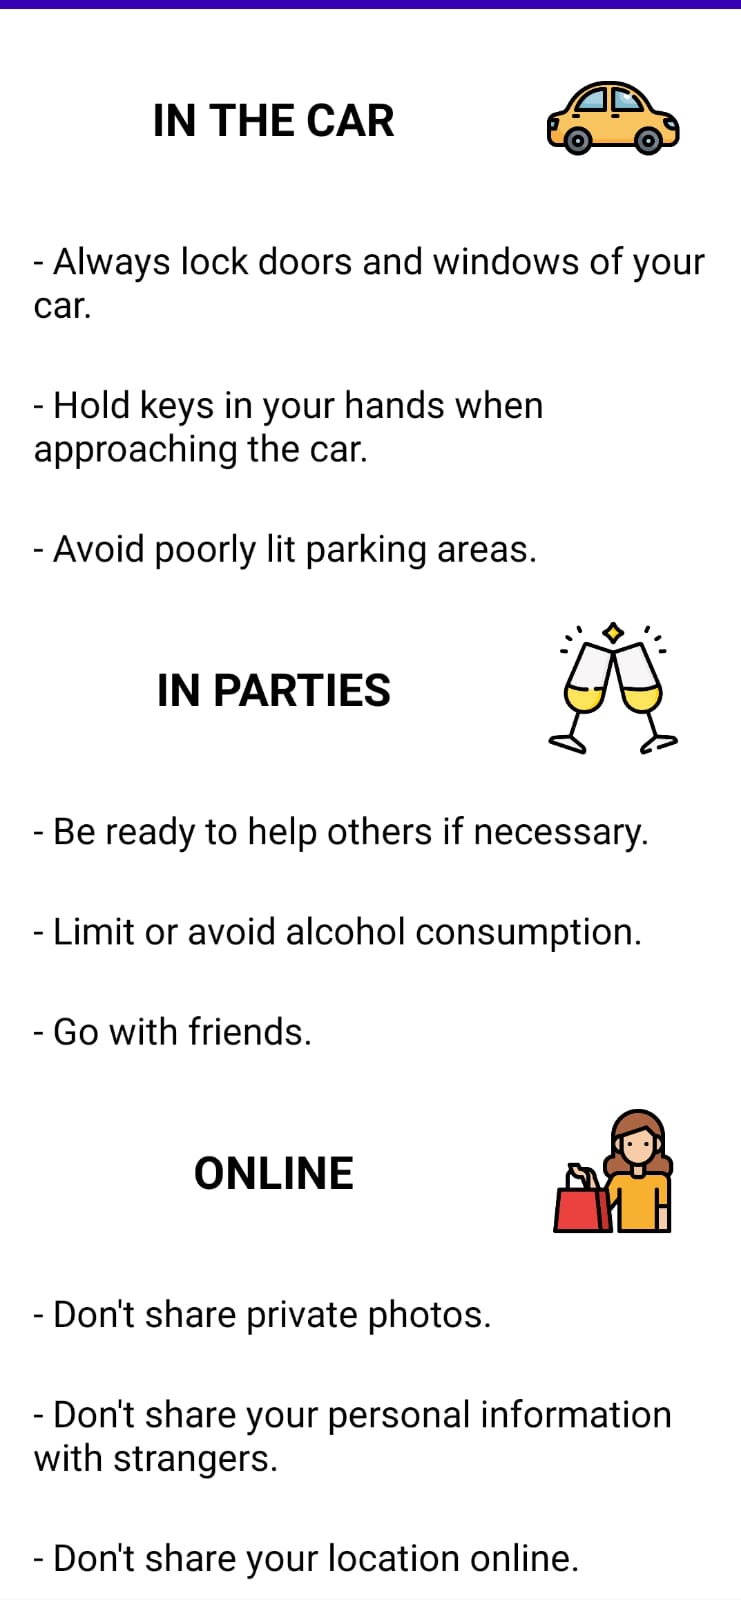 IN THE CAR
- Always lock doors and windows of your
car.
- Hold keys in your hands when
approaching the car.
- Avoid poorly lit parking areas.
IN PARTIES
- Be ready to help others if necessary.
- Limit or avoid alcohol consumption.
- Go with friends.
ONLINE
- Don't share private photos.
- Don't share your personal information
with strangers.
- Don't share your location online.